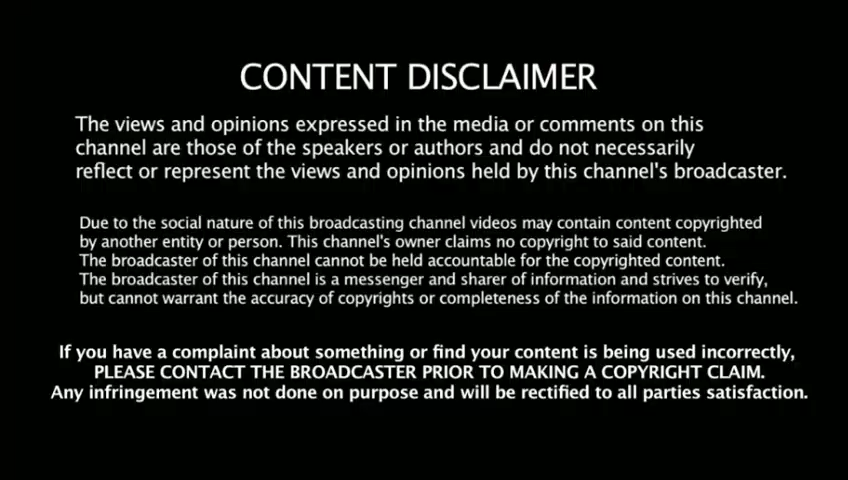 CONTENT DISCLAIMER
The views and opinions expressed in the media or comments on this
channel are those of the speakers or authors and do not necessarily
reflect or represent the views and opinions held by this channel's broadcaster.
Due to the social nature of this broadcasting channel videos may contain content copyrighted
by another entity or person. This channel's owner claims no copyright to said content.
The broadcaster of this channel cannot be held accountable for the copyrighted content.
The broadcaster of this channel is a messenger and sharer of information and strives to verify,
but cannot warrant the accuracy of copyrights or completeness of the information on this channel.
If you have a complaint about something or find your content is being used incorrectly,
PLEASE CONTACT THE BROADCASTER PRIOR TO MAKING A COPYRIGHT CLAIM.
Any infringement was not done on purpose and will be rectified to all parties satisfaction.